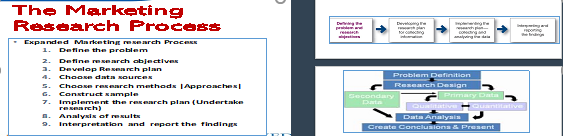 The Marketing
Research Process
• Expanded Marketing research Process
1. Define the problem
2. Define research objectives
3. Develop Research plan
4. Choose data sources
5. Choose research methods |Approaches|
6. Construct sample
7. Implement the research plan (Undertake
research)
8. Analysis of results
9. Interpretation and report the findings
Defining the
problem and
research
objectives
Developing the
research plan
for collecting
information
Implementing the
research plan—
collecting and
analyzing the data
Interpreting and
reporting
the findings
Problem Definition
Research Design
Secondary
Data
Primary Data
Qualitative
Quantitative
Data Analysis
Create Conclusions & Present